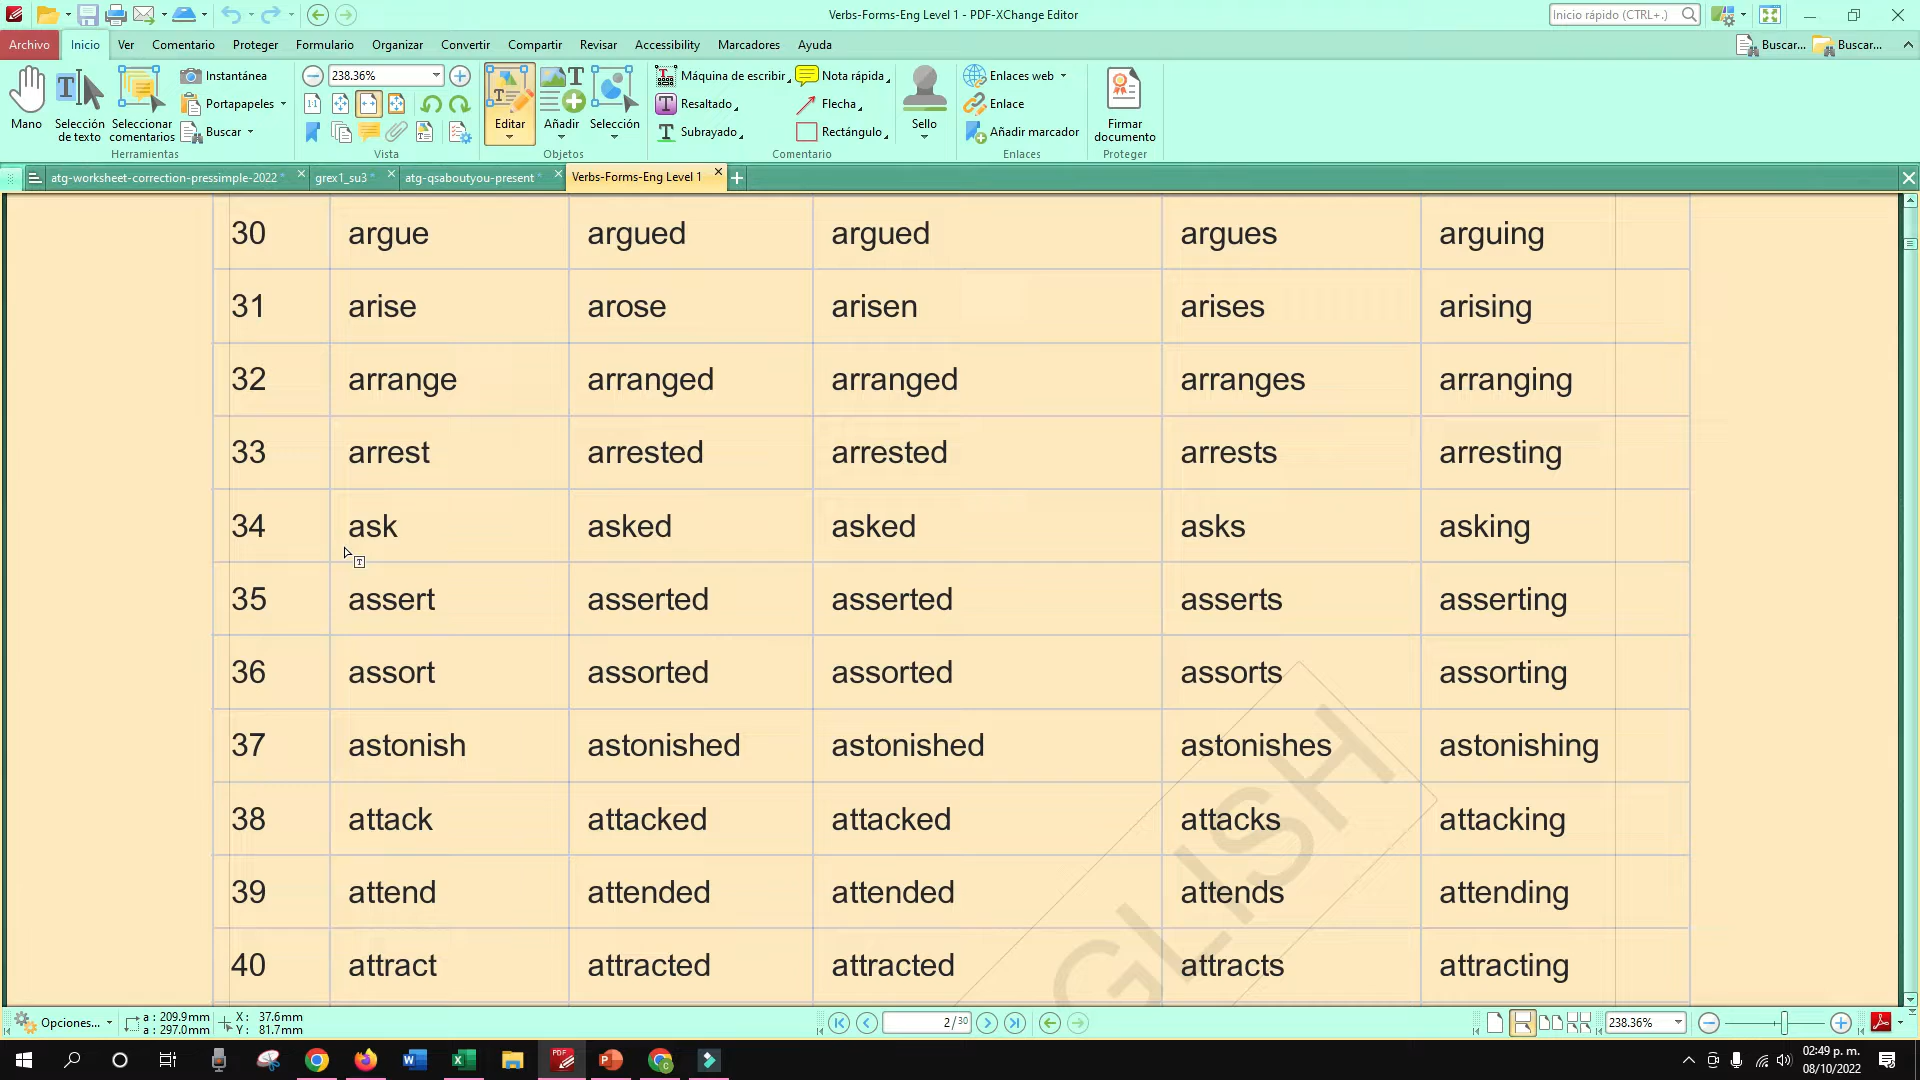 Verbs-Forms-Eng Level 1 - PDF-XChange Editor
Inicio rápido (CTRL+.)
Archivo Inicio Ver Comentario Proteger Formulario Organizar Convertir Compartir Revisar Accessibility Marcadores Ayuda Buscar... Buscar...
Mano
Selección de texto
Seleccionar comentarios
Instantánea
Portapapeles
Buscar
Herramientas
238.36%
Vista
Editar
Añadir
Selección
Objetos
Máquina de escribir
Resaltado
Subrayado
Nota rápida
Flecha
Rectángulo
Sello
Comentario
Enlaces web
Enlace
Añadir marcador
Enlaces
Firmar documento
Proteger
atg-worksheet-correction-pressimple-2022 * grex1_su3 * atg-qsaboutyou-present * Verbs-Forms-Eng Level 1
30 argue argued argued argues arguing
31 arise arose arisen arises arising
32 arrange arranged arranged arranges arranging
33 arrest arrested arrested arrests arresting
34 ask asked asked asks asking
35 assert asserted asserted asserts asserting
36 assort assorted assorted assorts assorting
37 astonish astonished astonished astonishes astonishing
38 attack attacked attacked attacks attacking
39 attend attended attended attends attending
40 attract attracted attracted attracts attracting
GLISH
Opciones...
a: 209.9mm
a: 297.0mm
X: 37.6mm
Y: 81.7mm
2/30
238.36%
02:49 p. m.
08/10/2022